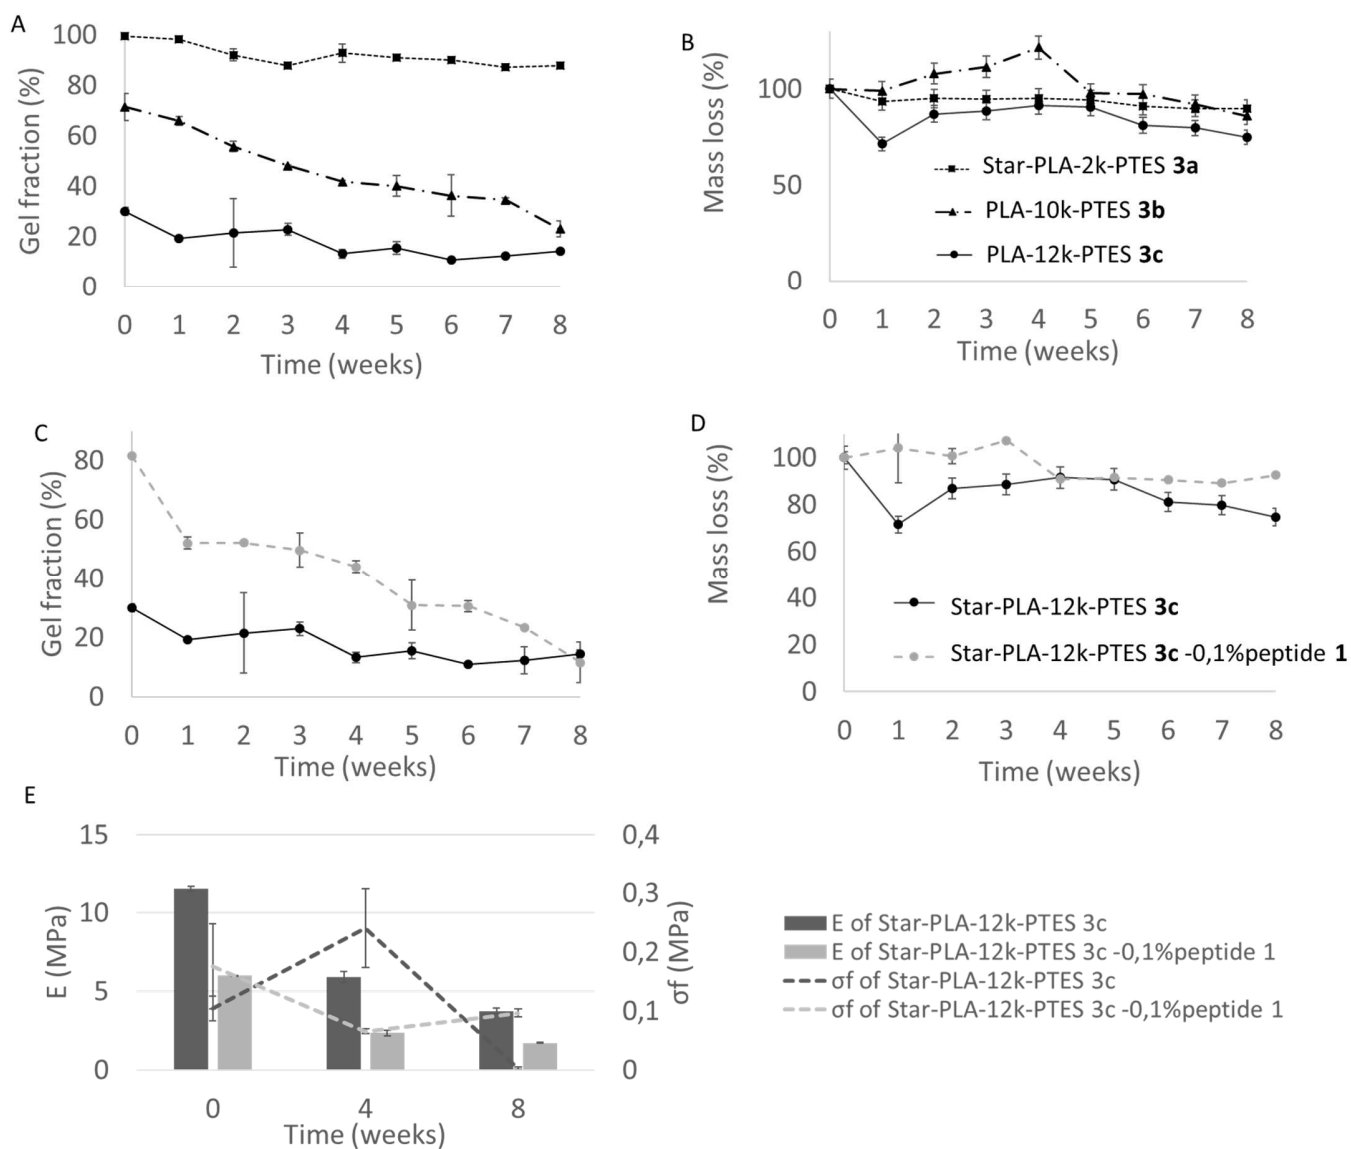 A
Gel fraction (%)
100
80
60
40
20
0
0 1 2 3 4 5 6 7 8
Time (weeks)
B
Mass loss (%)
100
50
0
Star-PLA-2k-PTES 3a
PLA-10k-PTES 3b
PLA-12k-PTES 3c
0 1 2 3 4 5 6 7 8
Time (weeks)
C
Gel fraction (%)
80
60
40
20
0
0 1 2 3 4 5 6 7 8
Time (weeks)
D
Mass loss (%)
100
80
60
40
20
0
Star-PLA-12k-PTES 3c
Star-PLA-12k-PTES 3c -0,1%peptide 1
0 1 2 3 4 5 6 7 8
Time (weeks)
E
E (MPa)
15
10
5
0
0,4
0,3
0,2
0,1
0
σf of (MPa)
0 4 8
Time (weeks)
E of Star-PLA-12k-PTES 3c
E of Star-PLA-12k-PTES 3c -0,1%peptide 1
σf of Star-PLA-12k-PTES 3c
σf of Star-PLA-12k-PTES 3c -0,1%peptide 1